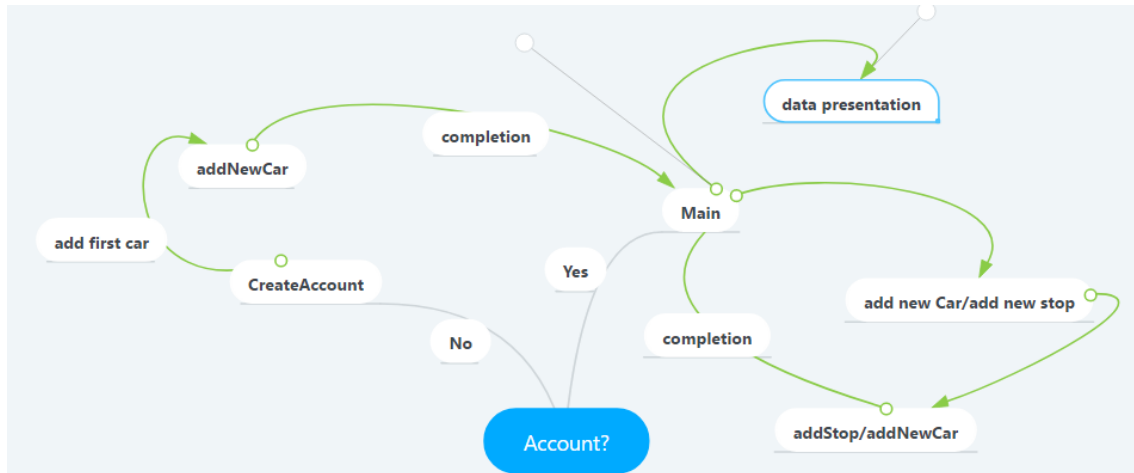 data presentation
completion
addNewCar
Main
add first car
Yes
CreateAccount
add new Car/add new stop
No
completion
addStop/addNewCar
Account?